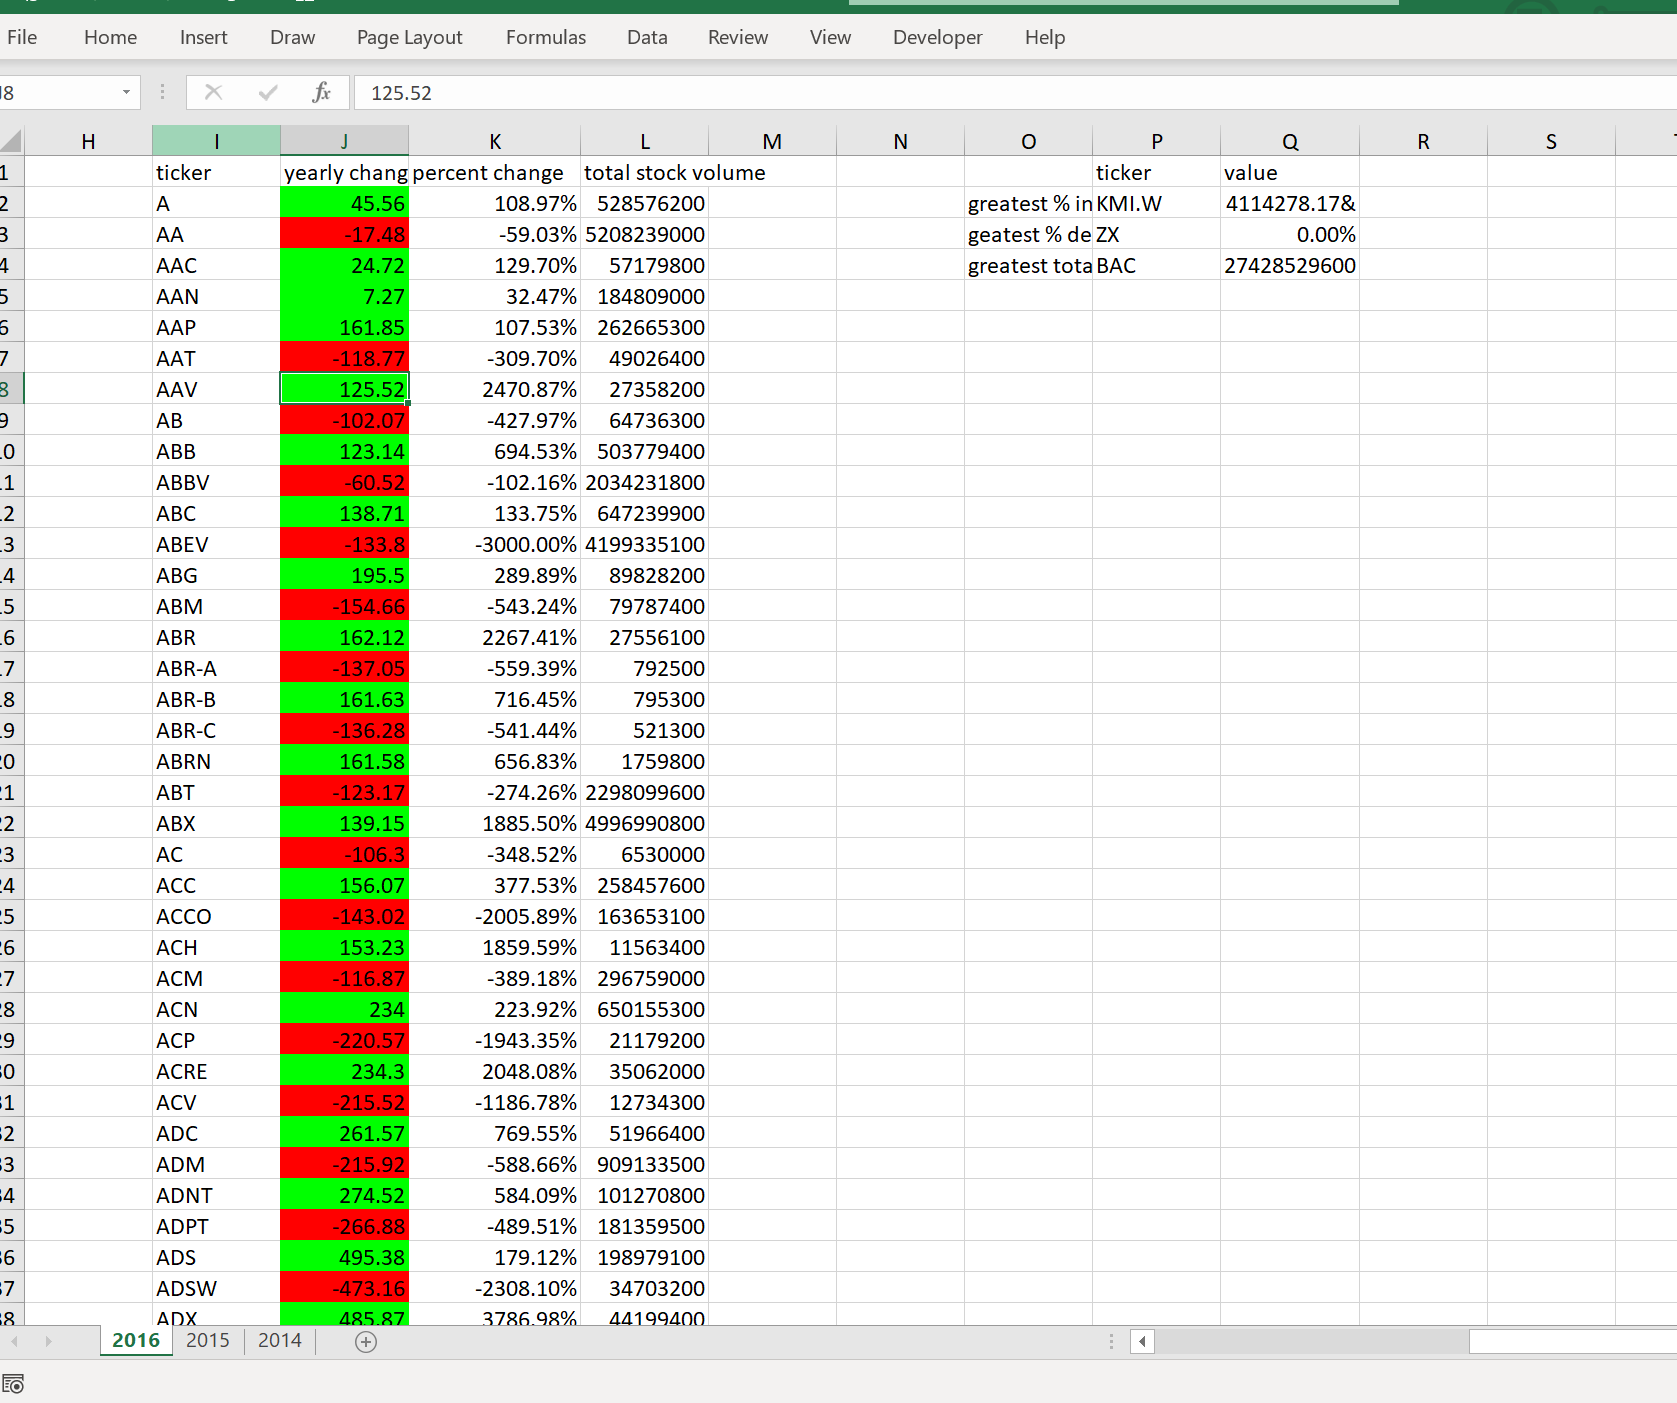 File Home Insert Draw Page Layout Formulas Data Review View Developer Help
J8 fx 125.52
H I J K L M N O P Q R S
1 ticker yearly chang percent change total stock volume ticker value
2 A 45.56 108.97% 528576200 greatest % in KMI.W 4114278.17&
3 AA -17.48 -59.03% 5208239000 geatest % de ZX 0.00%
4 AAC 24.72 129.70% 57179800 greatest tota BAC 27428529600
5 AAN 7.27 32.47% 184809000
6 AAP 161.85 107.53% 262665300
7 AAT -118.77 -309.70% 49026400
8 AAV 125.52 2470.87% 27358200
9 AB -102.07 -427.97% 64736300
10 ABB 123.14 694.53% 503779400
11 ABBV -60.52 -102.16% 2034231800
12 ABC 138.71 133.75% 647239900
13 ABEV -133.8 -3000.00% 4199335100
14 ABG 195.5 289.89% 89828200
15 ABM -154.66 -543.24% 79787400
16 ABR 162.12 2267.41% 27556100
17 ABR-A -137.05 -559.39% 792500
18 ABR-B 161.63 716.45% 795300
19 ABR-C -136.28 -541.44% 521300
20 ABRN 161.58 656.83% 1759800
21 ABT -123.17 -274.26% 2298099600
22 ABX 139.15 1885.50% 4996990800
23 AC -106.3 -348.52% 6530000
24 ACC 156.07 377.53% 258457600
25 ACCO -143.02 -2005.89% 163653100
26 ACH 153.23 1859.59% 11563400
27 ACM -116.87 -389.18% 296759000
28 ACN 234 223.92% 650155300
29 ACP -220.57 -1943.35% 21179200
30 ACRE 234.3 2048.08% 35062000
31 ACV -215.52 -1186.78% 12734300
32 ADC 261.57 769.55% 51966400
33 ADM -215.92 -588.66% 909133500
34 ADNT 274.52 584.09% 101270800
35 ADPT -266.88 -489.51% 181359500
36 ADS 495.38 179.12% 198979100
37 ADSW -473.16 -2308.10% 34703200
38 ADX 485.87 3786.98% 44199400
2016 2015 2014